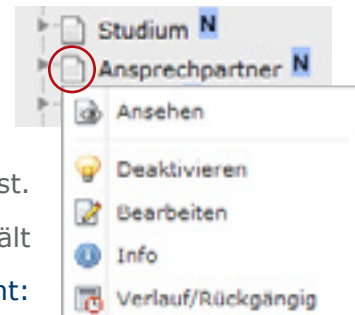 Studium N
Ansprechpartner N
Ansehen
Deaktivieren
st.
Bearbeiten
ält
Info
nt:
Verlauf/Rückgängig